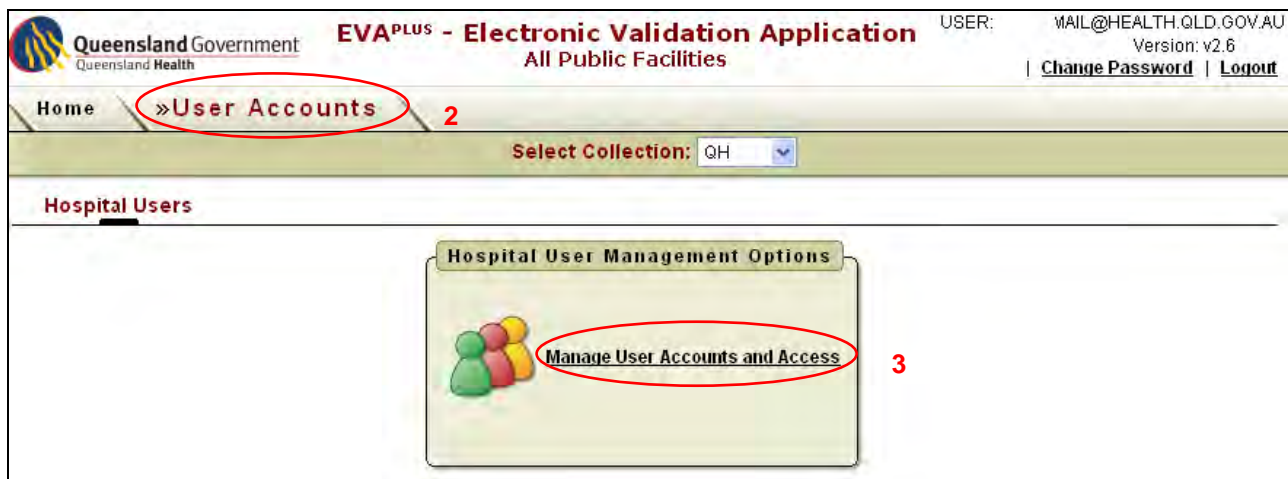 Queensland Government
Queensland Health
EVAPLUS - Electronic Validation Application
All Public Facilities
USER: MAIL@HEALTH.QLD.GOV.AU
Version: v2.6
| Change Password | Logout
Home »User Accounts 2
Select Collection: QH
Hospital Users
Hospital User Management Options
Manage User Accounts and Access 3